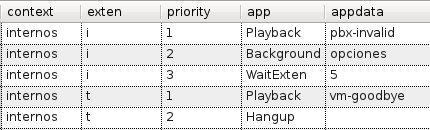 context exten priority app appdata
internos i 1 Playback pbx-invalid
internos i 2 Background opciones
internos i 3 WaitExten 5
internos t 1 Playback vm-goodbye
internos t 2 Hangup